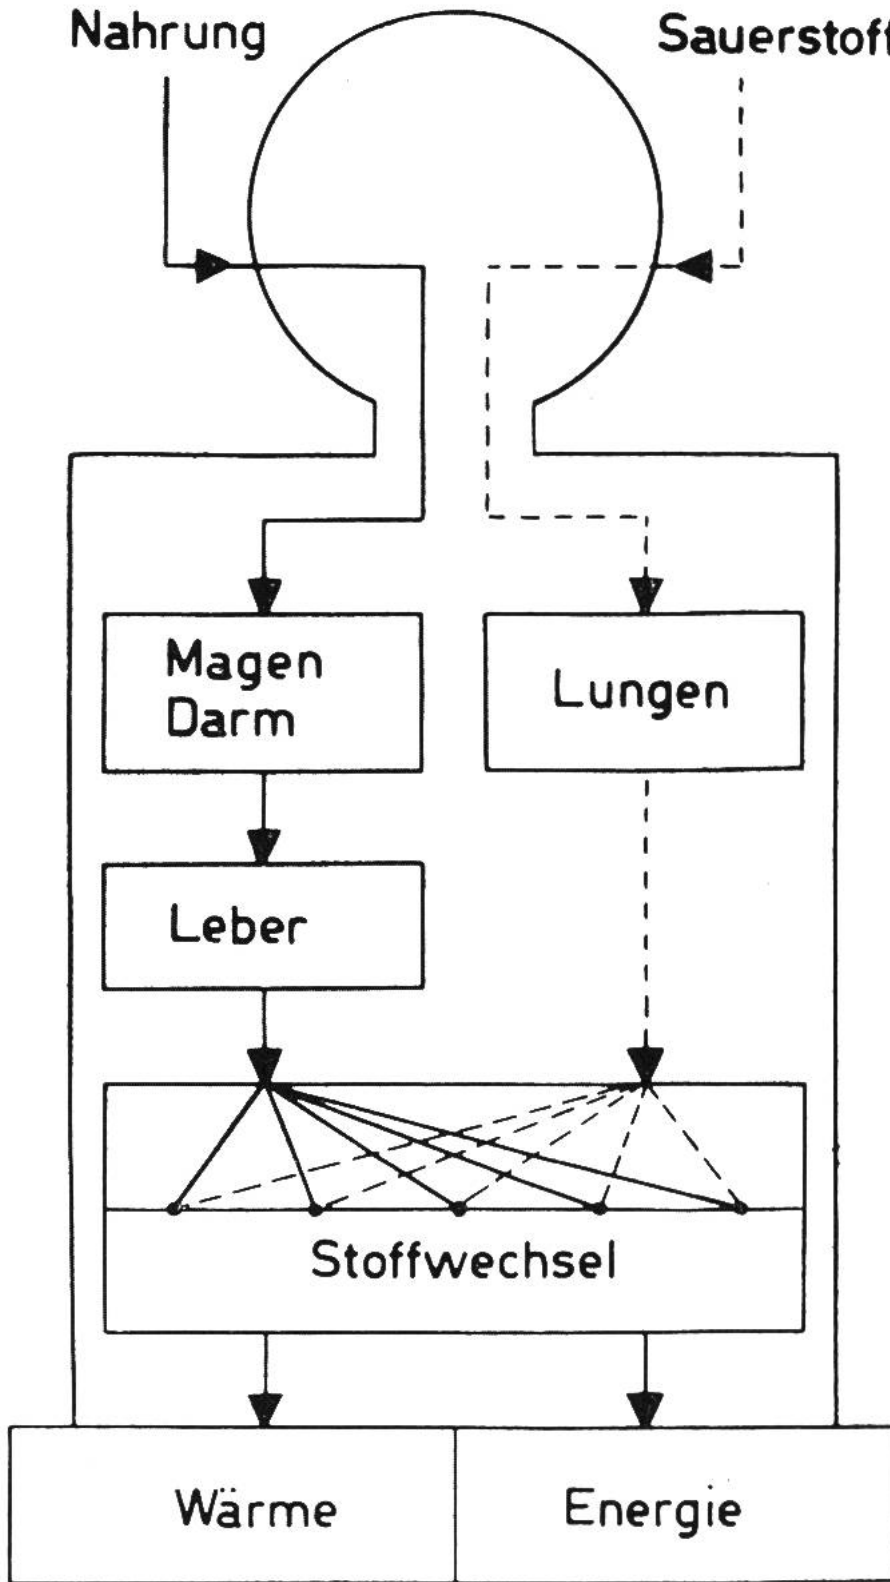 Nahrung
Sauerstoff
Magen
Darm
Lungen
Leber
Stoffwechsel
Wärme
Energie